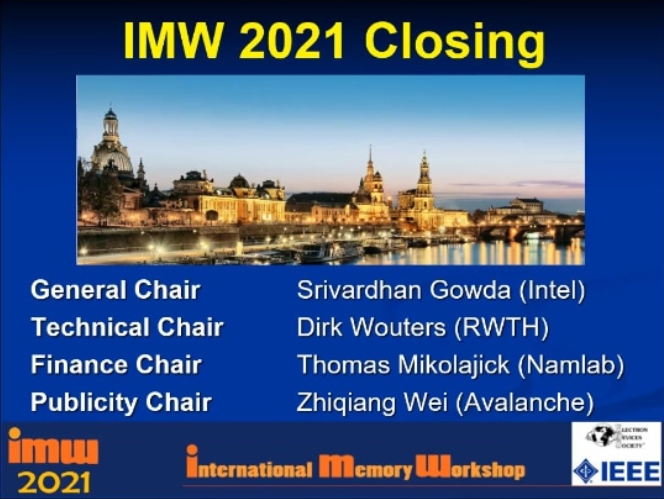 IMW 2021 Closing
General Chair Srivardhan Gowda (Intel)
Technical Chair Dirk Wouters (RWTH)
Finance Chair Thomas Mikolajick (Namlab)
Publicity Chair Zhiqiang Wei (Avalanche)
imw
2021
international memory workshop
ELECTRON
DEVICES
SOCIETY
IEEE